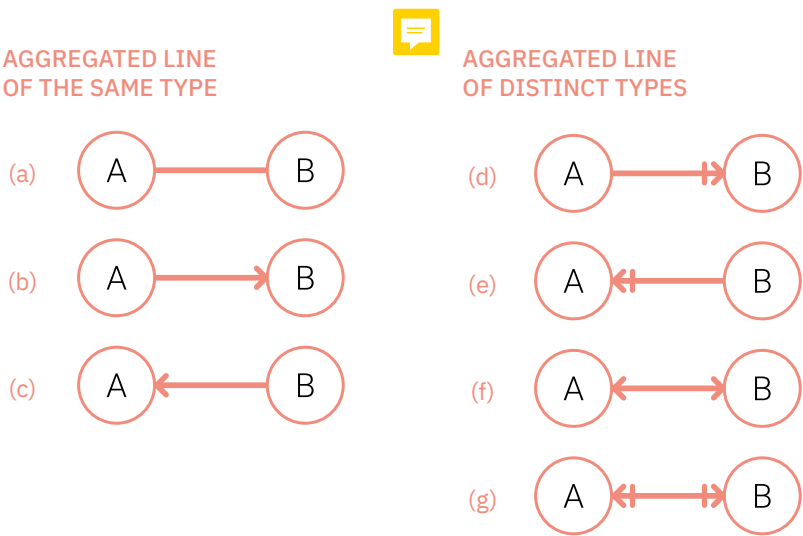 AGGREGATED LINE
OF THE SAME TYPE
(a) A B
(b) A B
(c) A B
AGGREGATED LINE
OF DISTINCT TYPES
(d) A B
(e) A B
(f) A B
(g) A B